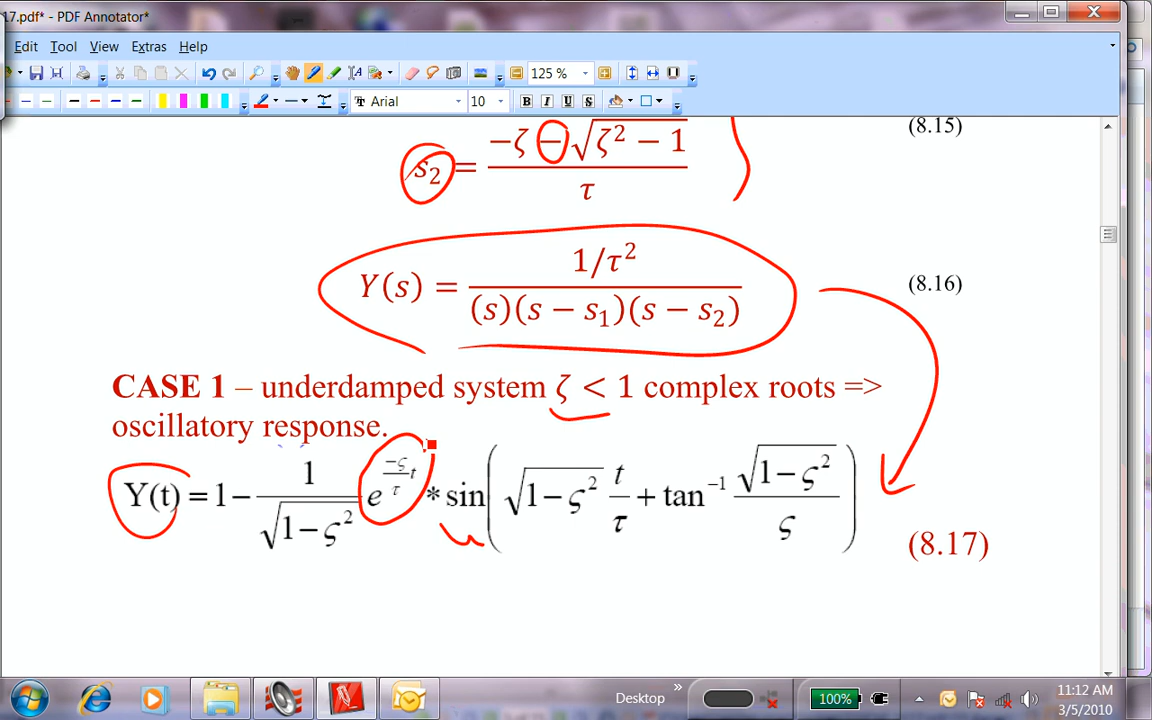 17.pdf* - PDF Annotator*
Edit Tool View Extras Help
125 %
Arial 10 B I U S
(8.15)
s₂ = (−ζ − √(ζ² − 1)) / τ
Y(s) = (1/τ²) / ((s)(s − s₁)(s − s₂))
(8.16)
CASE 1 – underdamped system ζ < 1 complex roots =>
oscillatory response.
Y(t) = 1 − (1 / √(1 − ς²)) e^(−ς/τ t) * sin(√(1 − ς²) t/τ + tan⁻¹ (√(1 − ς²) / ς))
(8.17)
Desktop » 100% 11:12 AM
3/5/2010